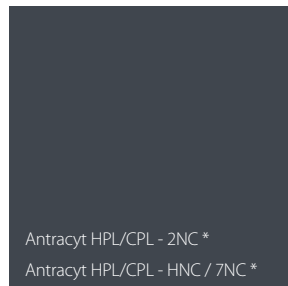 Antracyt HPL/CPL - 2NC *
Antracyt HPL/CPL - HNC / 7NC *